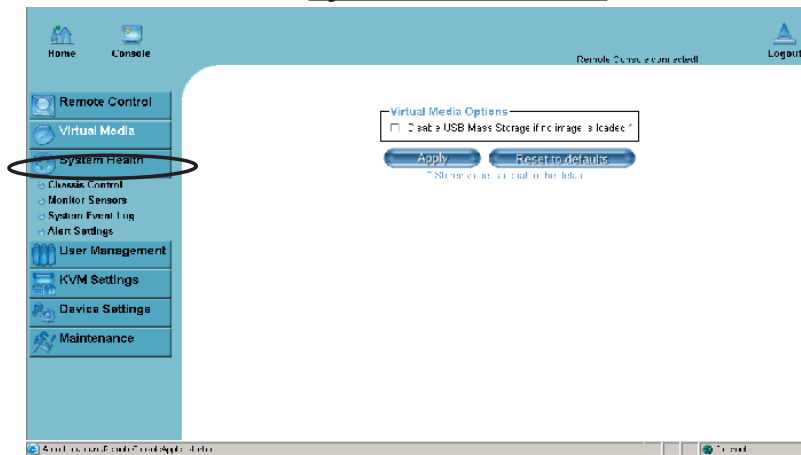 Home Console
Remote Console connected!
Logout
Remote Control
Virtual Media
System Health
Chassis Control
Monitor Sensors
System Event Log
Alert Settings
User Management
KVM Settings
Device Settings
Maintenance
Virtual Media Options
Disable USB Mass Storage if no image is loaded *
Apply Reset to defaults